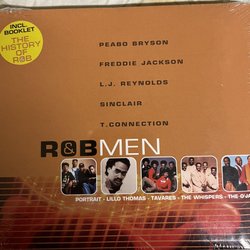 INCL.
BOOKLET
THE
HISTORY
OF
R&B
PEABO BRYSON
FREDDIE JACKSON
L.J. REYNOLDS
SINCLAIR
T.CONNECTION
R&BMEN
PORTRAIT - LILLO THOMAS - TAVARES - THE WHISPERS - THE O'JA